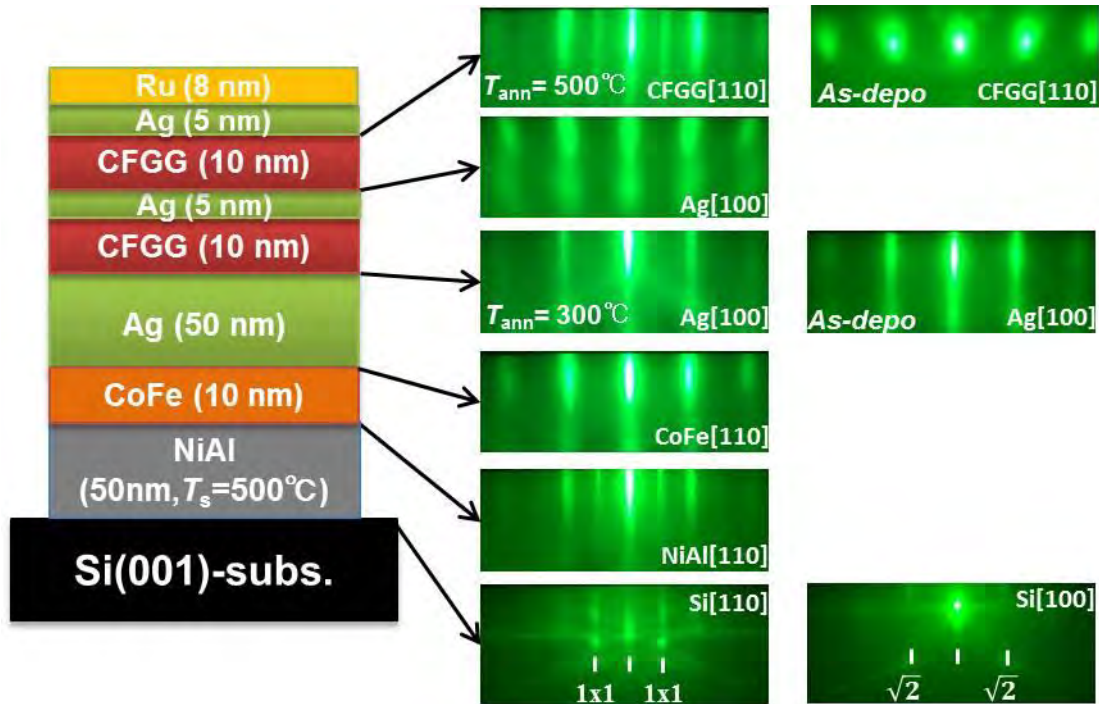 Ru (8 nm)
Ag (5 nm)
CFGG (10 nm)
Ag (5 nm)
CFGG (10 nm)
Ag (50 nm)
CoFe (10 nm)
NiAl
(50nm,Ts=500℃)
Si(001)-subs.
Tann= 500℃ CFGG[110]
As-depo CFGG[110]
Ag[100]
Tann= 300℃ Ag[100]
As-depo Ag[100]
CoFe[110]
NiAl[110]
Si[110]
1x1 1x1
Si[100]
√2 √2